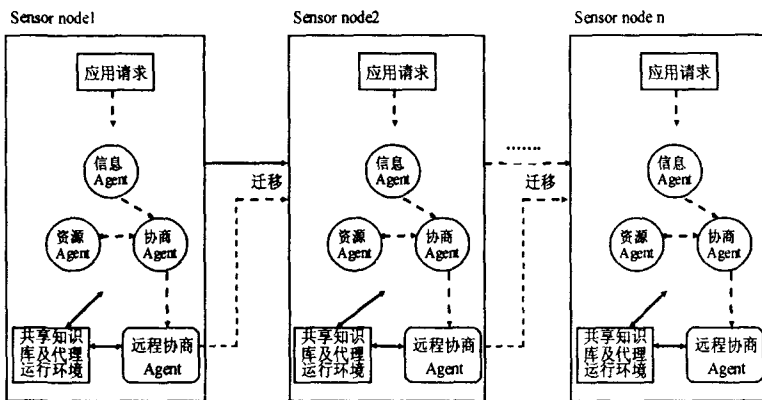 Sensor node1
应用请求
信息
Agent
资源
Agent
协商
Agent
共享知识
库及代理
运行环境
远程协商
Agent
迁移
Sensor node2
应用请求
信息
Agent
资源
Agent
协商
Agent
共享知识
库及代理
运行环境
远程协商
Agent
.......
迁移
Sensor node n
应用请求
信息
Agent
资源
Agent
协商
Agent
共享知识
库及代理
运行环境
远程协商
Agent